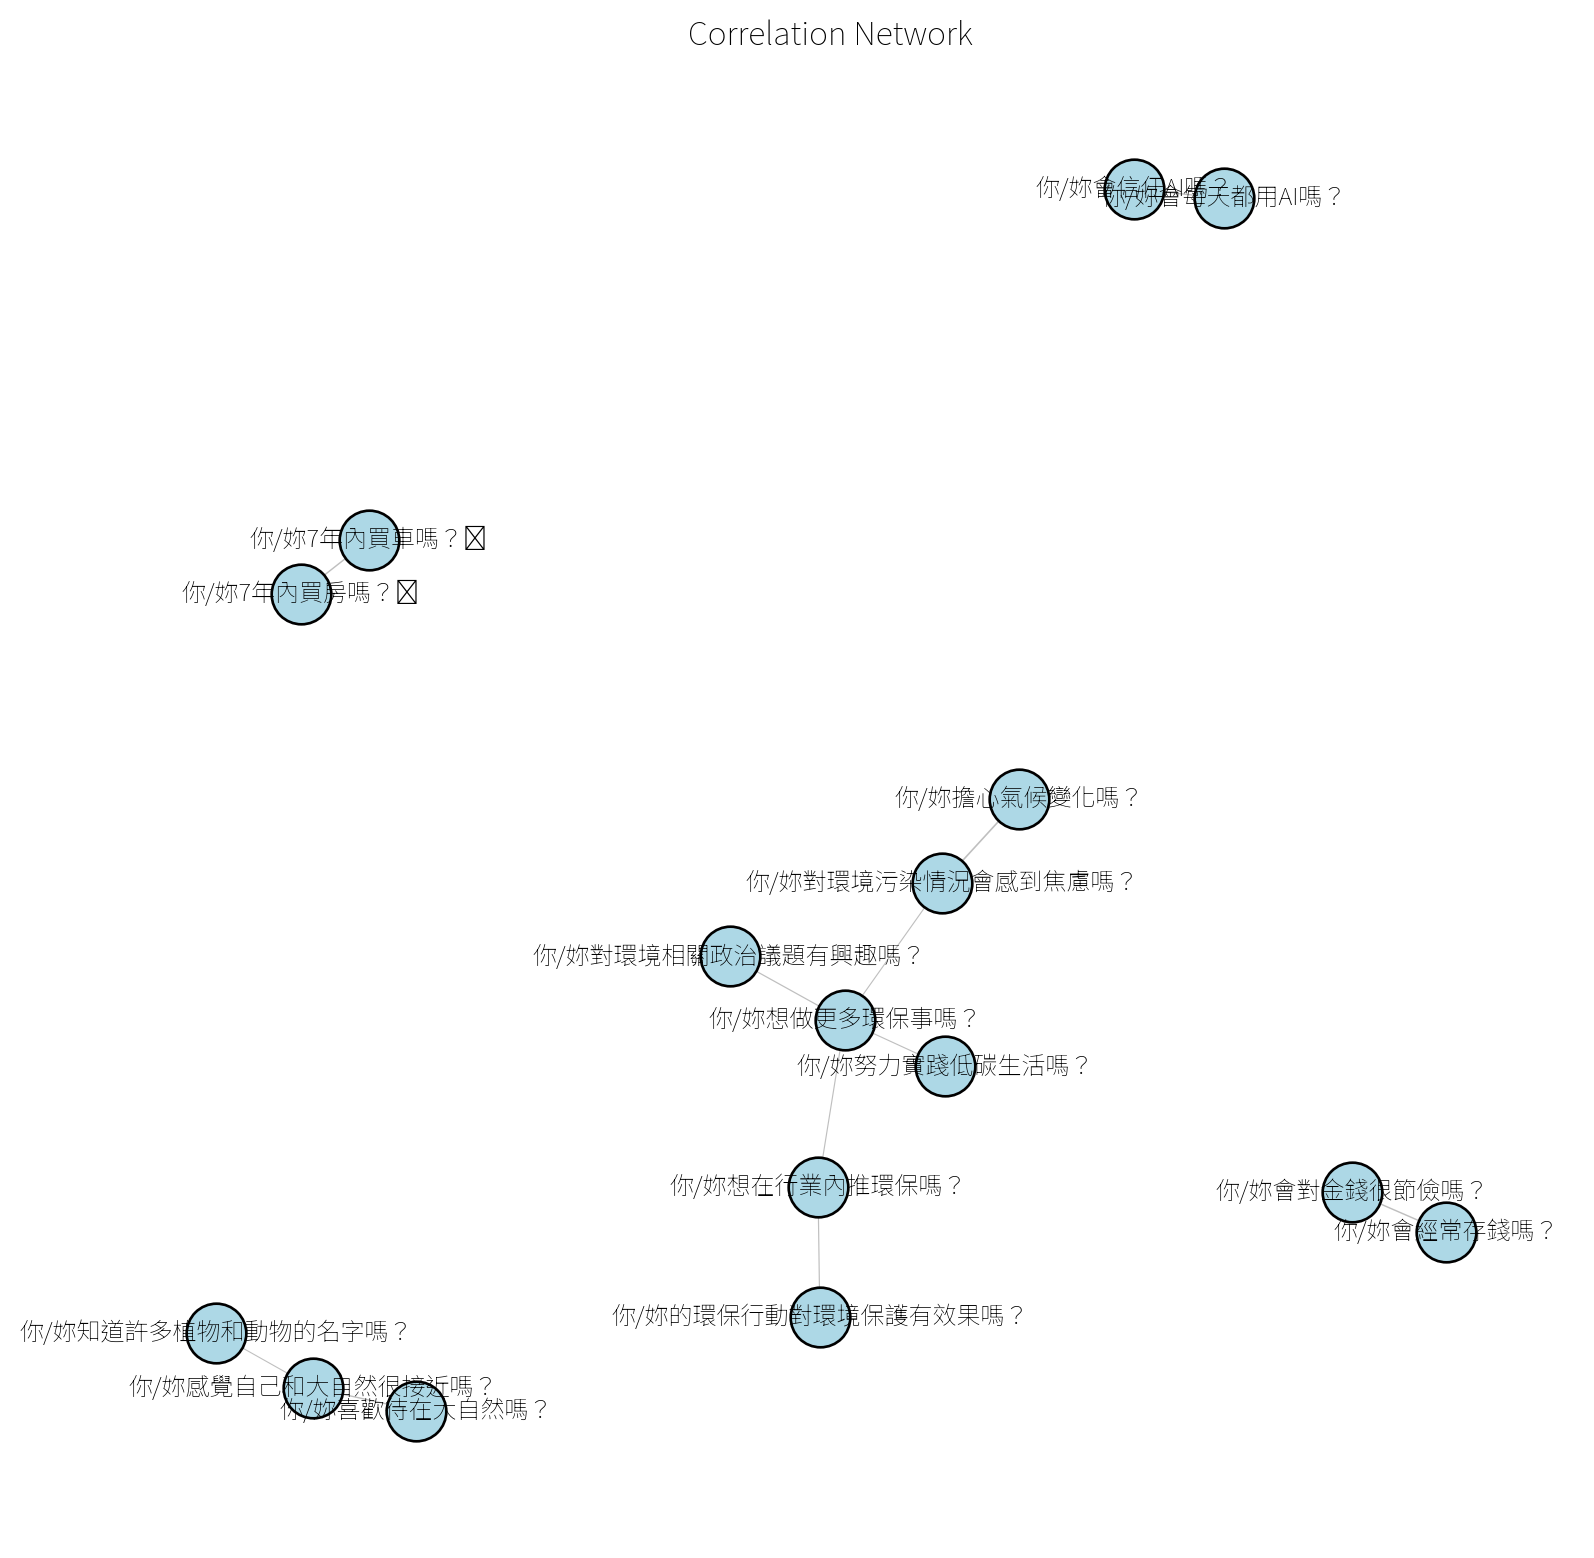 Correlation Network
你/妳會信任AI嗎？
你/妳會每天都用AI嗎？
你/妳7年內買車嗎？
你/妳7年內買房嗎？
你/妳擔心氣候變化嗎？
你/妳對環境污染情況會感到焦慮嗎？
你/妳對環境相關政治議題有興趣嗎？
你/妳想做更多環保事嗎？
你/妳努力實踐低碳生活嗎？
你/妳想在行業內推環保嗎？
你/妳會對金錢很節儉嗎？
你/妳會經常存錢嗎？
你/妳的環保行動對環境保護有效果嗎？
你/妳知道許多植物和動物的名字嗎？
你/妳感覺自己和大自然很接近嗎？
你/妳喜歡待在大自然嗎？